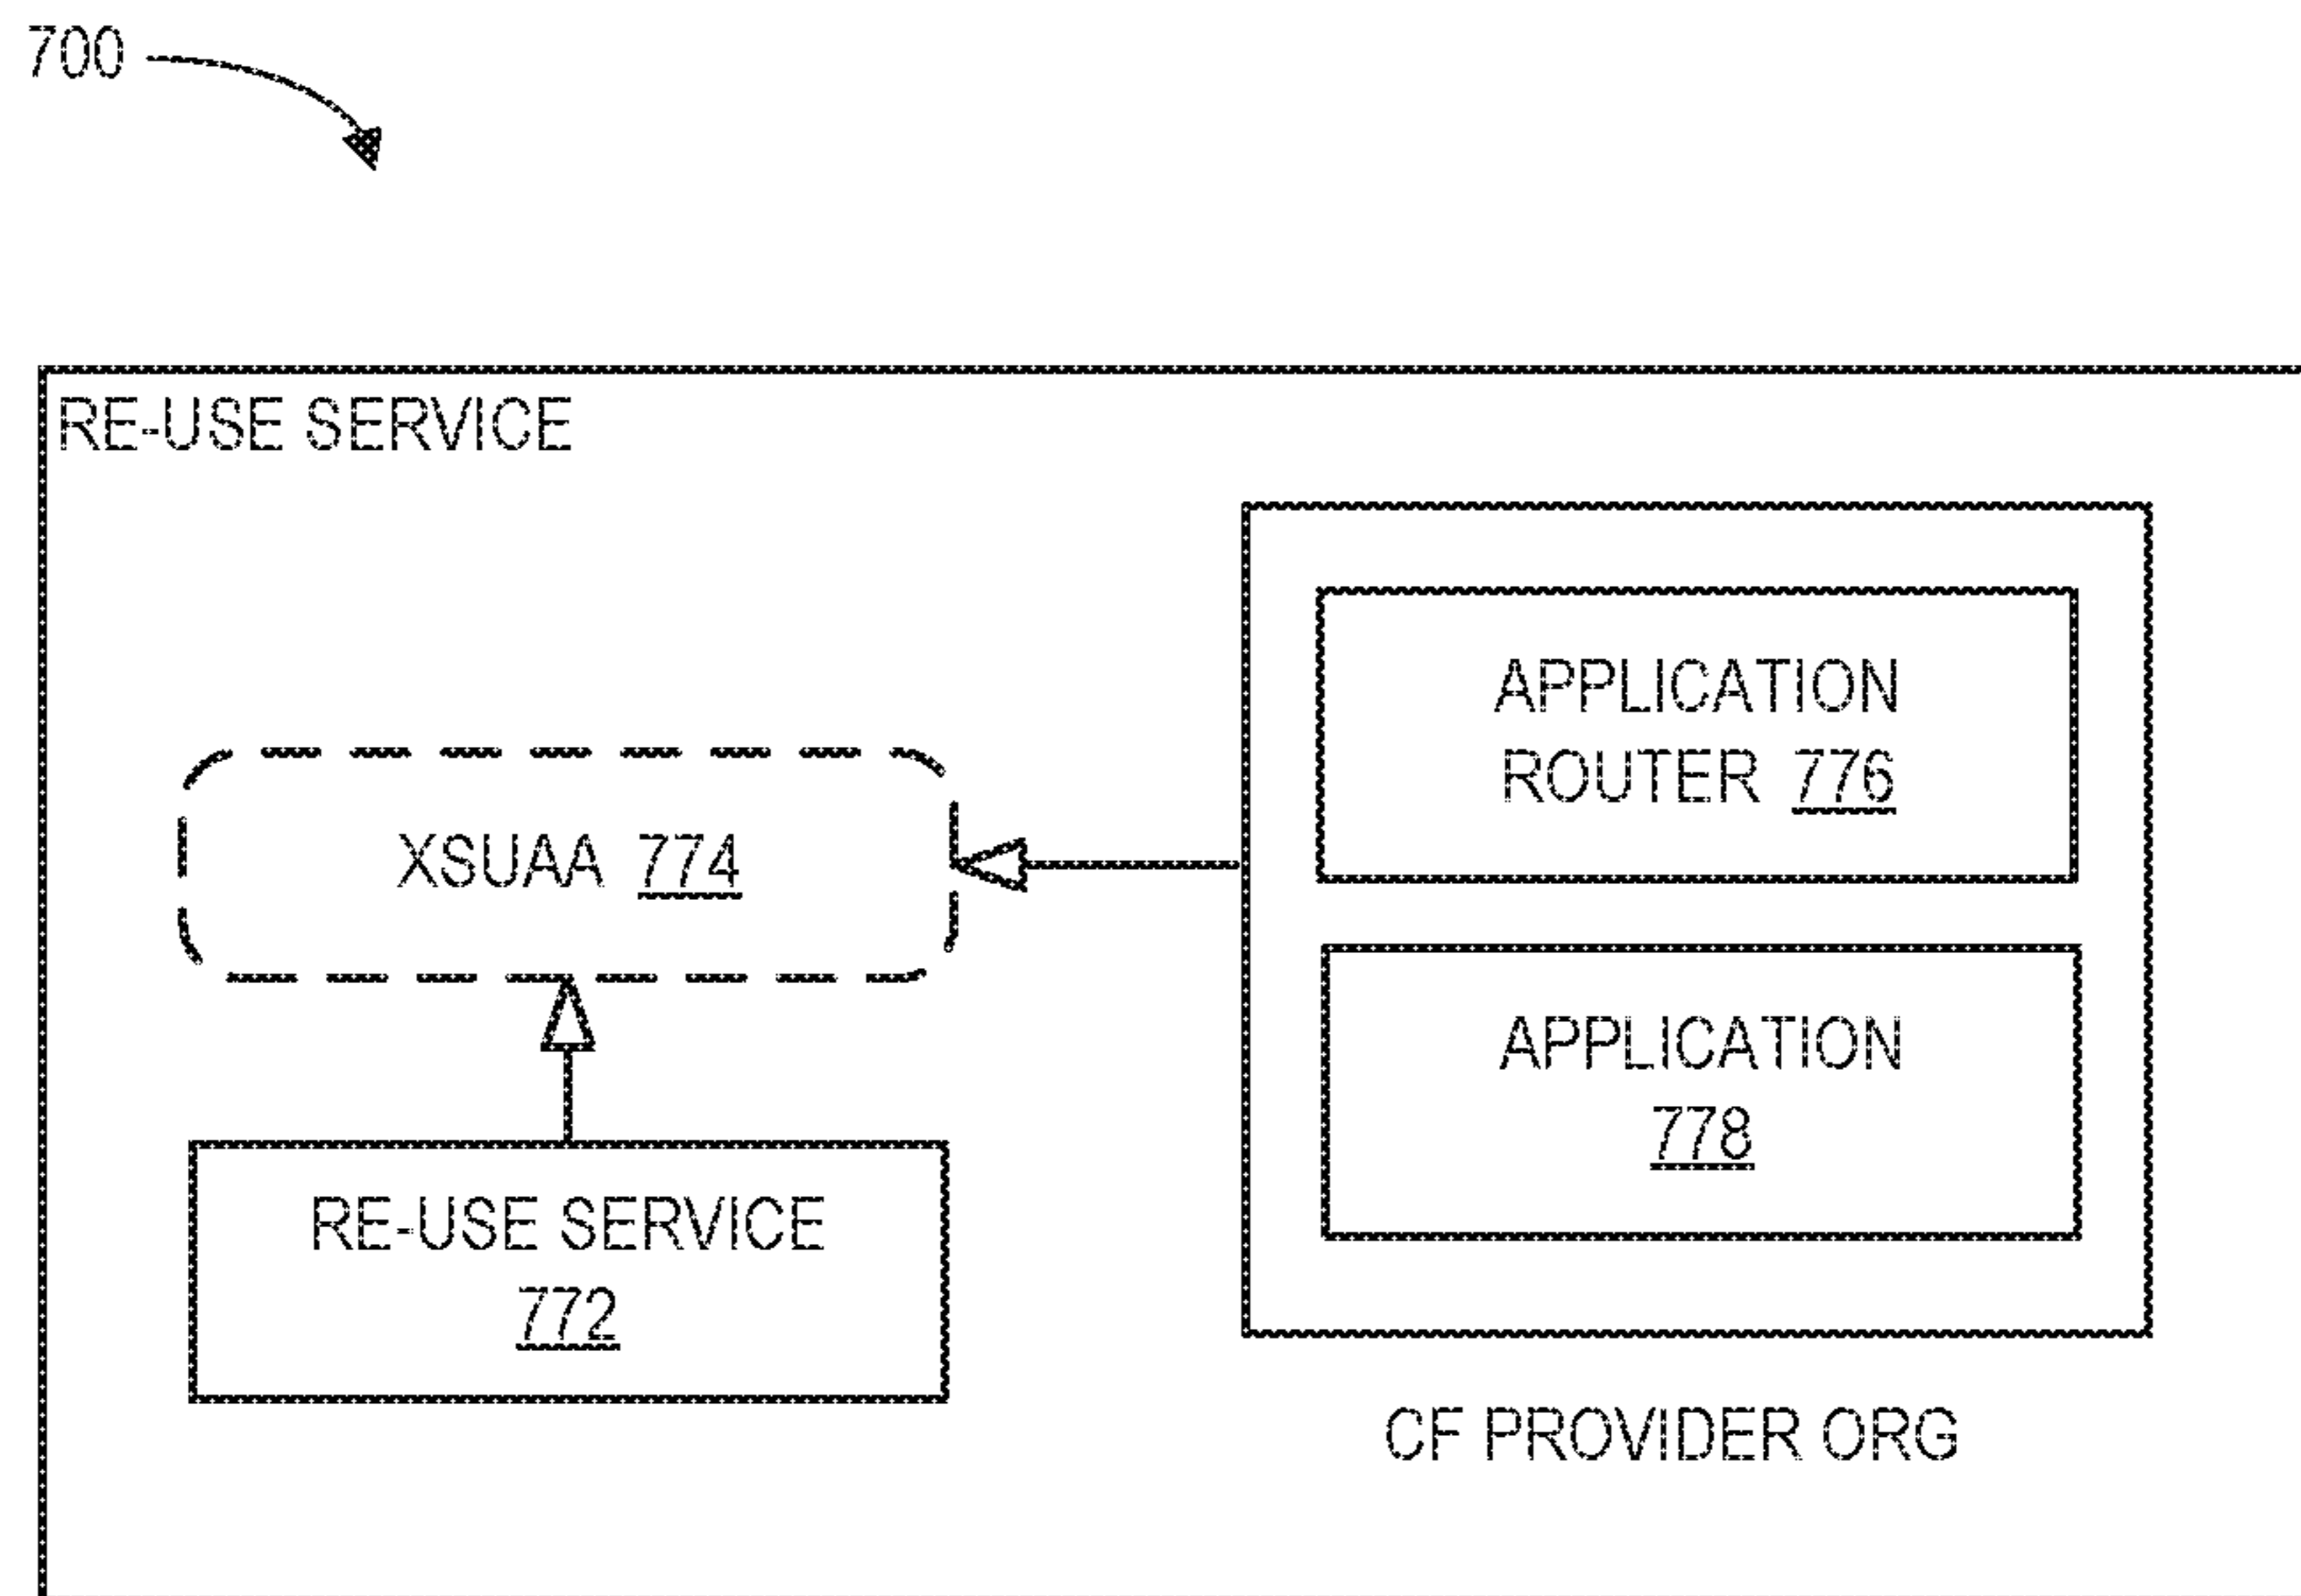 700
RE-USE SERVICE
APPLICATION
ROUTER 776
XSUAA 774
APPLICATION
778
RE-USE SERVICE
772
CF PROVIDER ORG